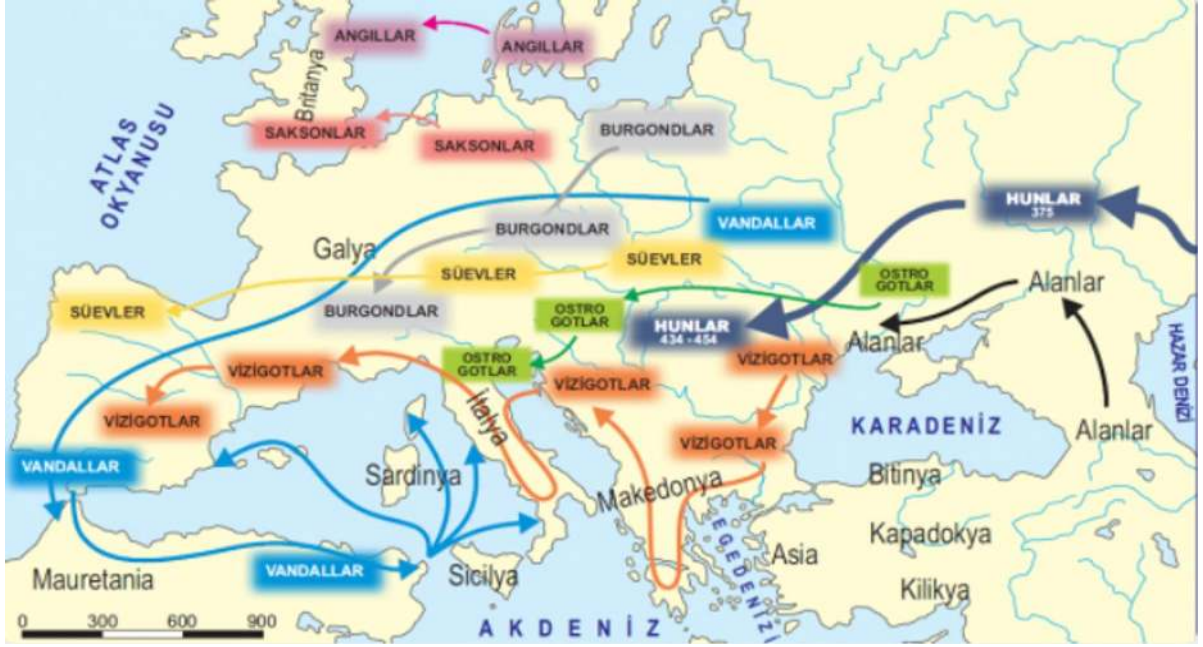 ANGILLAR
ANGILLAR
Britanya
SAKSONLAR
SAKSONLAR
BURGONDLAR
ATLAS
OKYANUSU
HUNLAR
375
VANDALLAR
BURGONDLAR
Galya
SÜEVLER
SÜEVLER
SÜEVLER
BURGONDLAR
OSTRO
GOTLAR
Alanlar
OSTRO
GOTLAR
HUNLAR
434 - 454
Alanlar
HAZAR DENİZİ
OSTRO
GOTLAR
VİZİGOTLAR
VİZİGOTLAR
VİZİGOTLAR
VİZİGOTLAR
İtalya
KARADENİZ
Alanlar
VİZİGOTLAR
VANDALLAR
Sardinya
Makedonya
Bitinya
EGEDENİZİ
Kapadokya
Asia
Mauretania
VANDALLAR
Sicilya
Kilikya
0 300 600 900
AKDENİZ